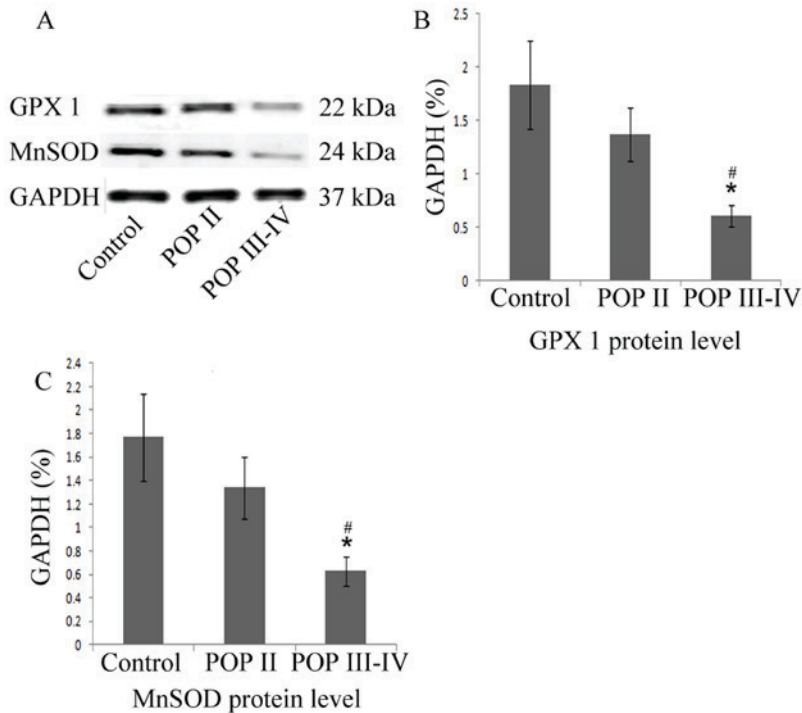 A
GPX 1 22 kDa
MnSOD 24 kDa
GAPDH 37 kDa
Control POP II POP III-IV
B
GAPDH (%)
2.5
2
1.5
1
0.5
0
#
*
Control POP II POP III-IV
GPX 1 protein level
C
GAPDH (%)
2.4
2.2
2
1.8
1.6
1.4
1.2
1
0.8
0.6
0.4
0.2
0
#
*
Control POP II POP III-IV
MnSOD protein level